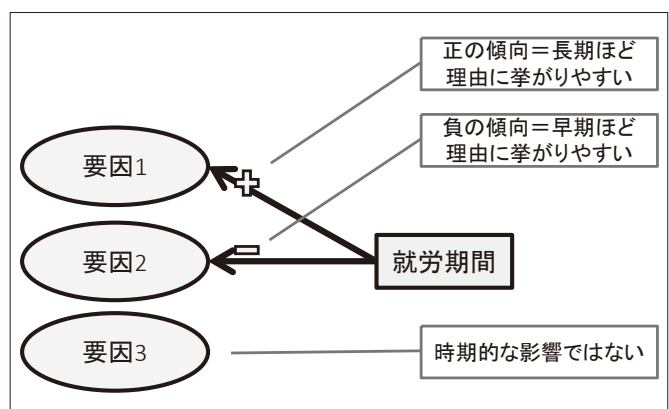 正の傾向＝長期ほど
理由に挙がりやすい
負の傾向＝早期ほど
理由に挙がりやすい
要因1
＋
要因2
－
就労期間
要因3
時期的な影響ではない